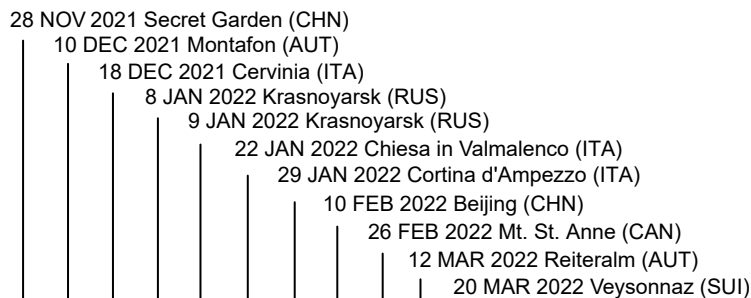 28 NOV 2021 Secret Garden (CHN)
10 DEC 2021 Montafon (AUT)
18 DEC 2021 Cervinia (ITA)
8 JAN 2022 Krasnoyarsk (RUS)
9 JAN 2022 Krasnoyarsk (RUS)
22 JAN 2022 Chiesa in Valmalenco (ITA)
29 JAN 2022 Cortina d'Ampezzo (ITA)
10 FEB 2022 Beijing (CHN)
26 FEB 2022 Mt. St. Anne (CAN)
12 MAR 2022 Reiteralm (AUT)
20 MAR 2022 Veysonnaz (SUI)